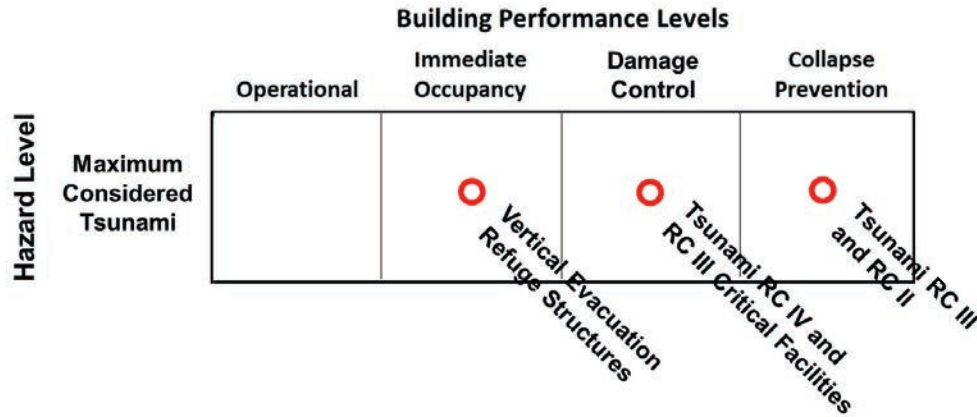 Building Performance Levels
Operational
Immediate
Occupancy
Damage
Control
Collapse
Prevention
Hazard Level
Maximum
Considered
Tsunami
Vertical Evacuation
Refuge Structures
Tsunami RC IV and
RC III Critical Facilities
Tsunami RC III
and RC II